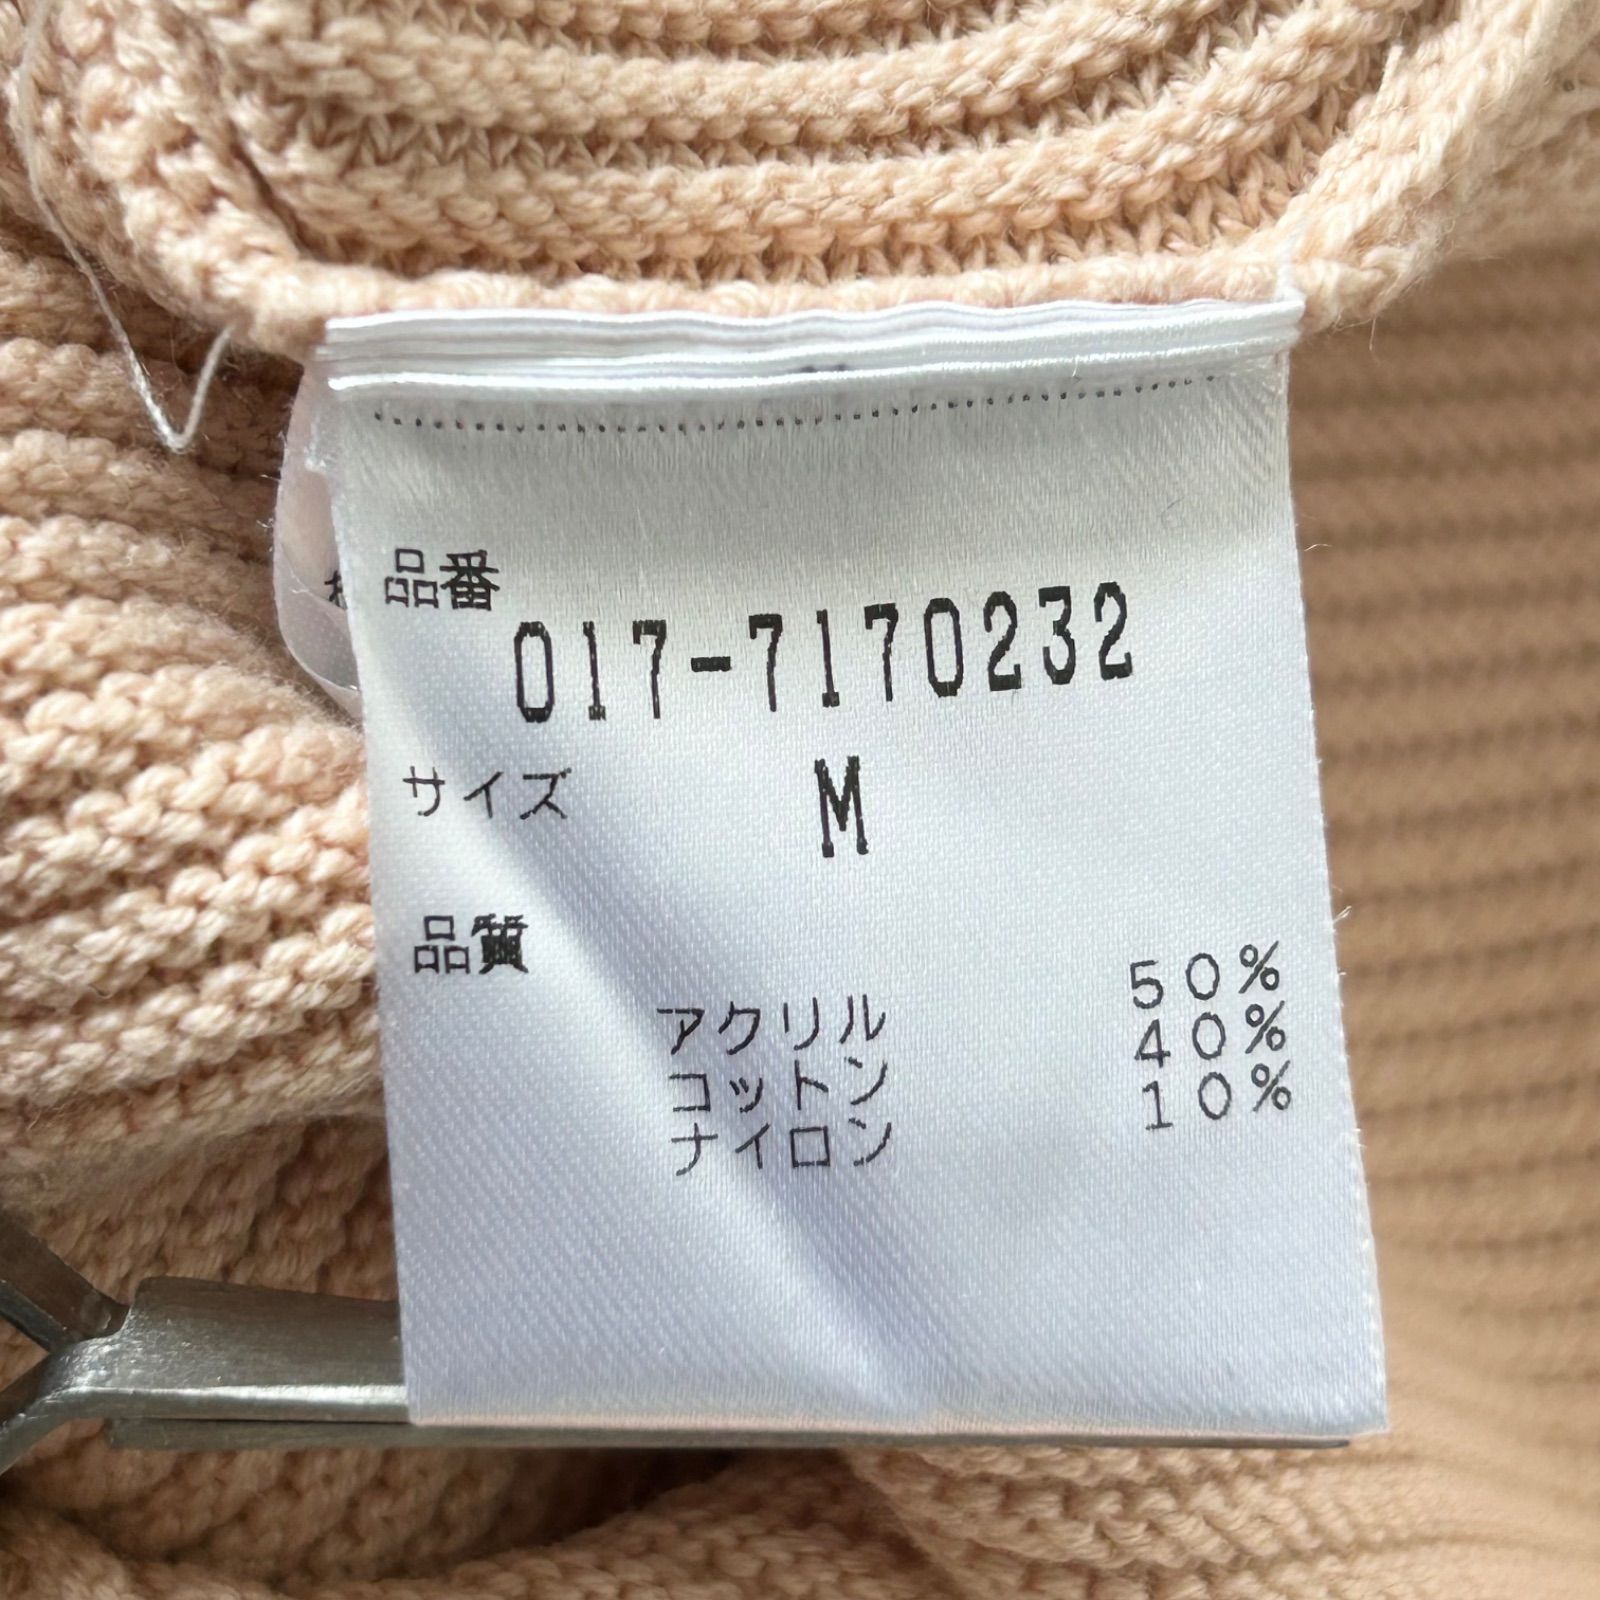 品番
017-7170232
サイズ M
品質
アクリル 50%
コットン 40%
ナイロン 10%